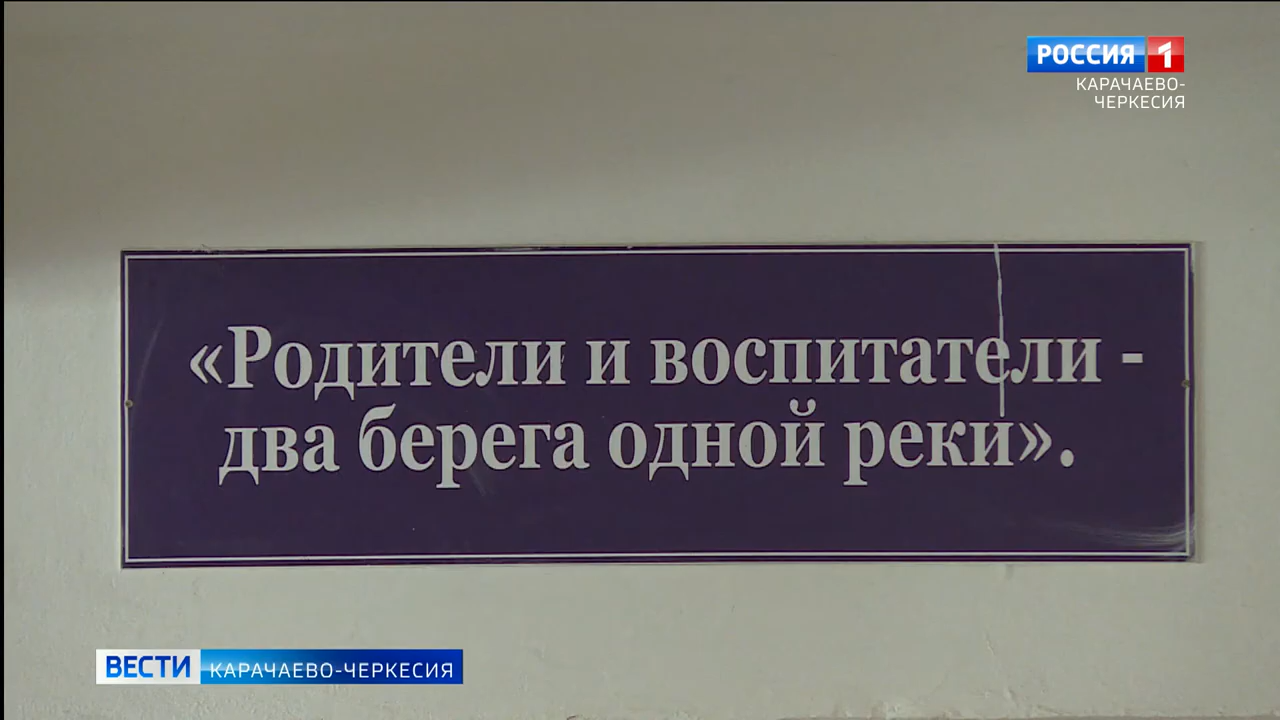 РОССИЯ 1
КАРАЧАЕВО-
ЧЕРКЕСИЯ
«Родители и воспитатели -
два берега одной реки».
ВЕСТИ КАРАЧАЕВО-ЧЕРКЕСИЯ